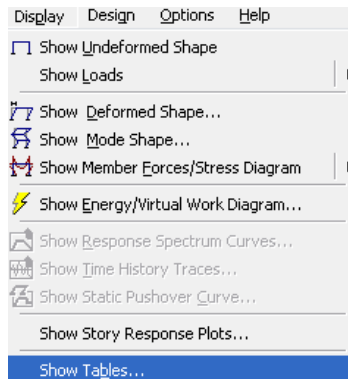 Display Design Options Help
Show Undeformed Shape
Show Loads
Show Deformed Shape...
Show Mode Shape...
Show Member Forces/Stress Diagram
Show Energy/Virtual Work Diagram...
Show Response Spectrum Curves...
Show Time History Traces...
Show Static Pushover Curve...
Show Story Response Plots...
Show Tables...